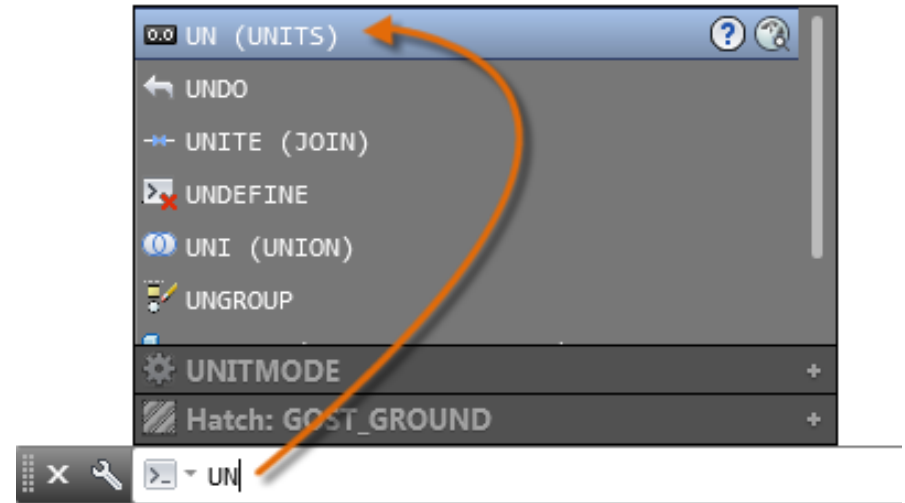 0.0 UN (UNITS) ?
UNDO
UNITE (JOIN)
UNDEFINE
UNI (UNION)
UNGROUP
UNITMODE +
Hatch: GOST_GROUND +
UN